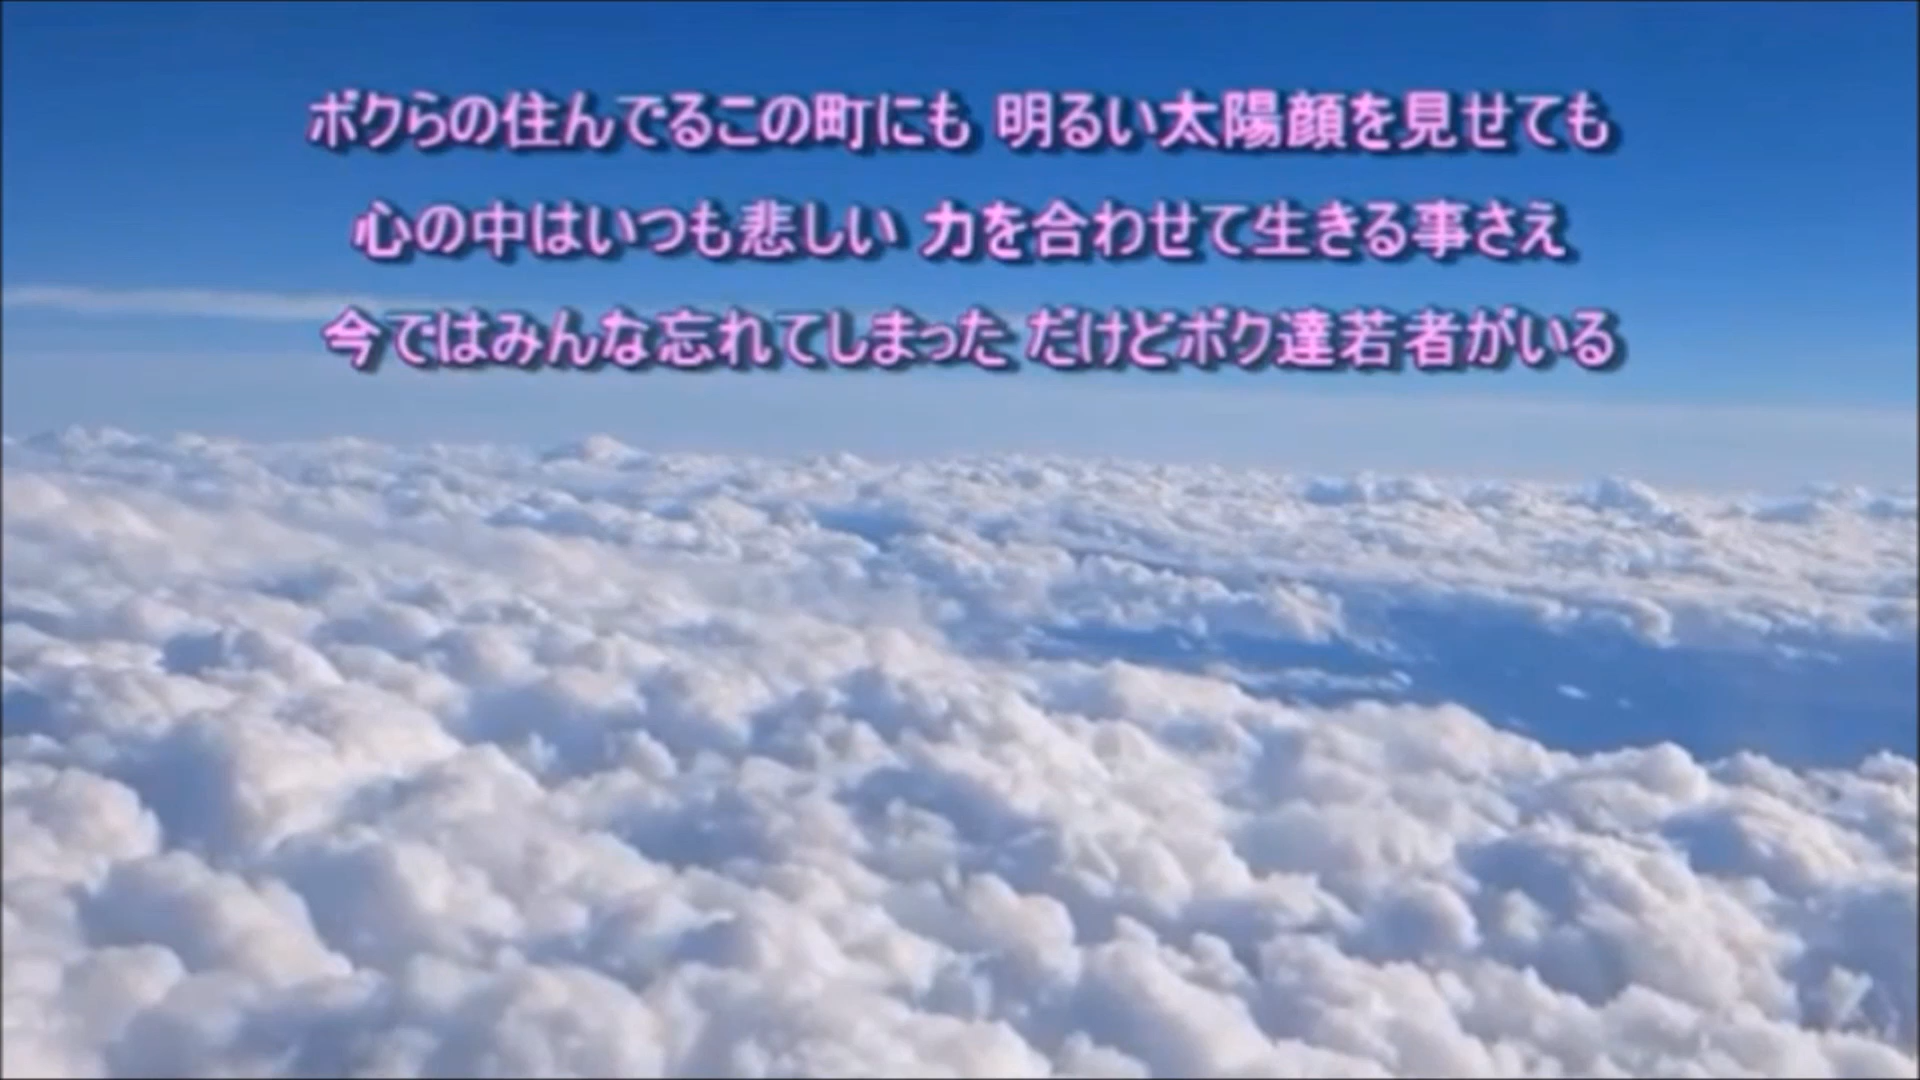 ボクらの住んでるこの町にも 明るい太陽顔を見せても
心の中はいつも悲しい 力を合わせて生きる事さえ
今ではみんな忘れてしまった だけどボク達若者がいる